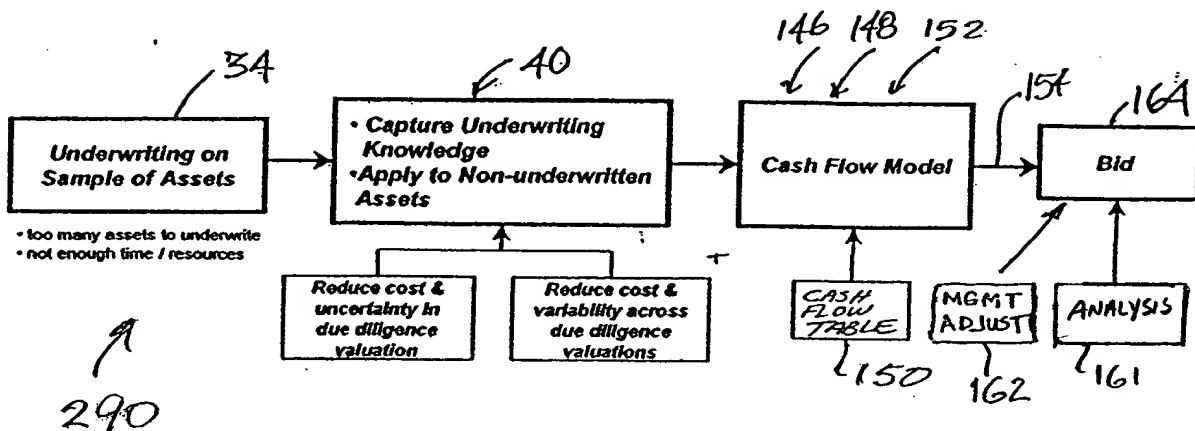 146
148
152
34
40
154
164
Underwriting on
Sample of Assets
• Capture Underwriting
Knowledge
• Apply to Non-underwritten
Assets
Cash Flow Model
Bid
• too many assets to underwrite
• not enough time / resources
Reduce cost &
uncertainty in
due diligence
valuation
Reduce cost &
variability across
due diligence
valuations
CASH
FLOW
TABLE
MGMT
ADJUST
ANALYSIS
150
162
161
290